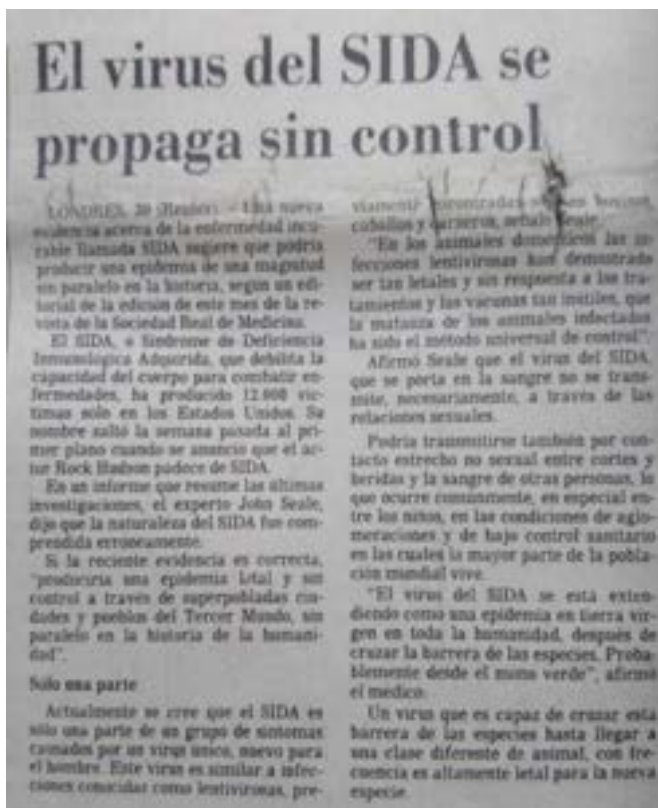 El virus del SIDA se
propaga sin control
LONDRES, (Reuter). — Una nueva
evidencia acerca de la enfermedad incu-
rable llamada SIDA sugiere que podría
producir una epidemia de una magnitud
sin paralelo en la historia, según un edi-
torial de la edición de este mes de la re-
vista de la Sociedad Real de Medicina.
El SIDA, o Síndrome de Deficiencia
Inmunológica Adquirida, que debilita la
capacidad del cuerpo para combatir en-
fermedades, ha producido víc-
timas solo en los Estados Unidos. Su
nombre saltó la semana pasada al pri-
mer plano cuando se anunció que el ac-
tor Rock Hudson padece de SIDA.
En un informe que resume las últimas
investigaciones, el experto John Seale,
dijo que la naturaleza del SIDA fue com-
prendida erróneamente.
Si la reciente evidencia es correcta,
"produciría una epidemia letal y sin
control a través de superpobladas ciu-
dades y pueblos del Tercer Mundo, sin
paralelo en la historia de la humani-
dad".
Solo una parte
Actualmente se cree que el SIDA es
sólo una parte de un grupo de síntomas
causados por un virus único, nuevo para
el hombre. Este virus es similar a infec-
ciones conocidas como lentivirosis, pre-
viamente encontradas en
caballos y carneros, señaló Seale.
"En los animales domésticos las in-
fecciones lentivirosas han demostrado
ser tan letales y sin respuesta a los tra-
tamientos y las vacunas tan inútiles, que
la matanza de los animales infectados
ha sido el método universal de control".
Afirmó Seale que el virus del SIDA,
que se porta en la sangre no se trans-
mite, necesariamente, a través de las
relaciones sexuales.
Podría transmitirse también por con-
tacto estrecho no sexual entre cortes y
heridas y la sangre de otras personas, lo
que ocurre comúnmente, en especial en-
tre los niños, en las condiciones de aglo-
meraciones y de bajo control sanitario
en las cuales la mayor parte de la pobla-
ción mundial vive.
"El virus del SIDA se está exten-
diendo como una epidemia en tierra vir-
gen en toda la humanidad, después de
cruzar la barrera de las especies. Proba-
blemente desde el mono verde", afirmó
el médico.
Un virus que es capaz de cruzar esta
barrera de las especies hasta llegar a
una clase diferente de animal, con fre-
cuencia es altamente letal para la nueva
especie.